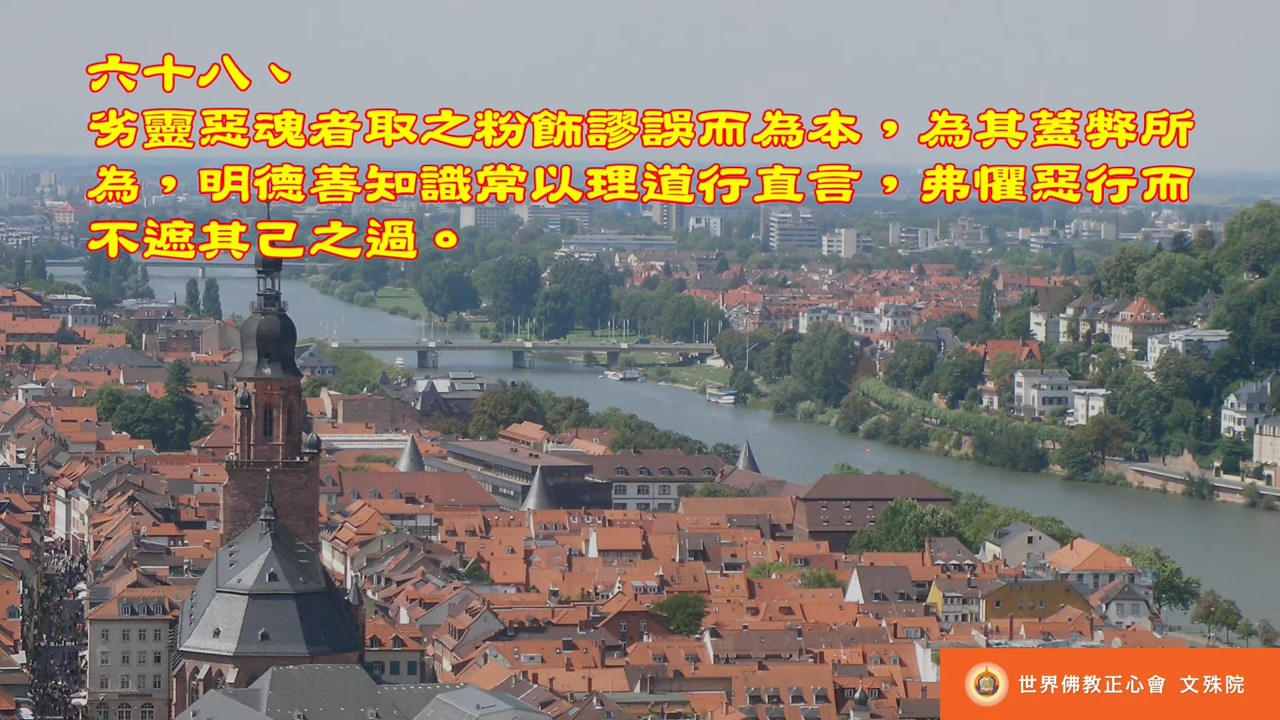 六十八、
劣靈惡魂者取之粉飾謬誤而為本，為其蓋弊所
為，明德善知識常以理道行直言，弗懼惡行而
不遮其己之過。
世界佛教正心會 文殊院